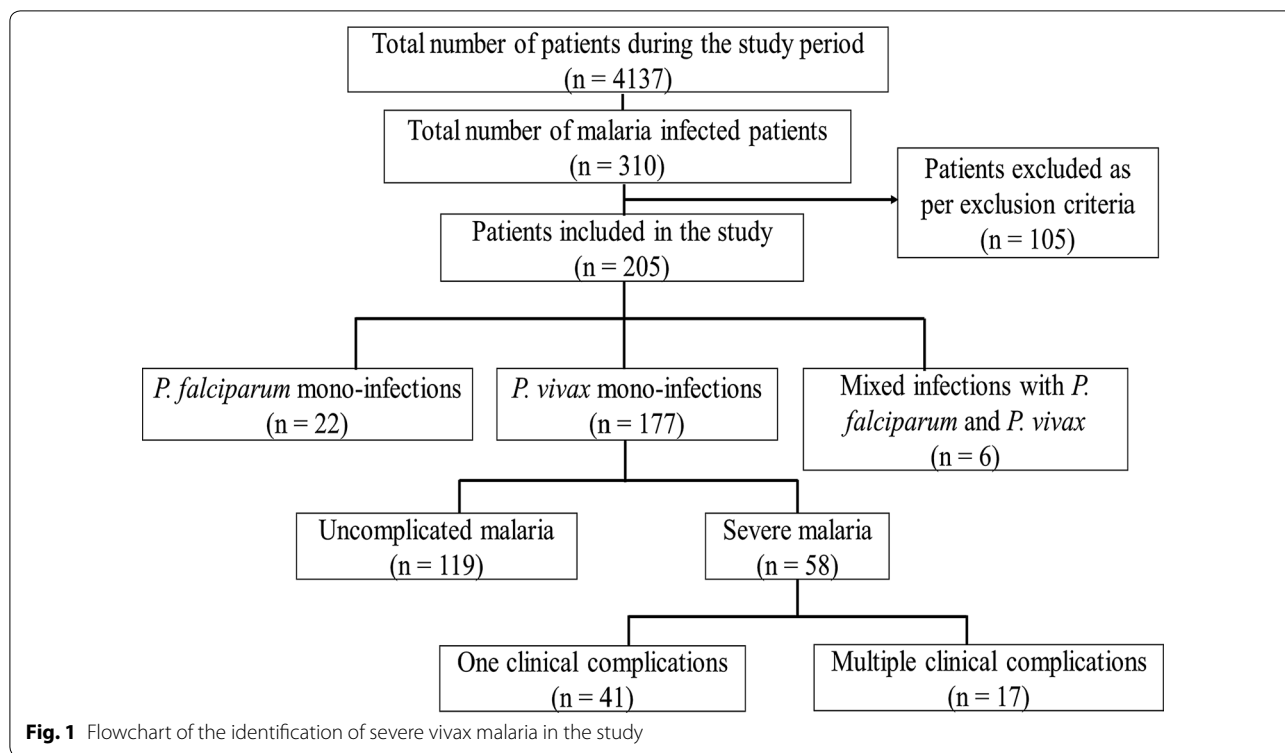 Total number of patients during the study period
(n = 4137)
Total number of malaria infected patients
(n = 310)
Patients excluded as
per exclusion criteria
(n = 105)
Patients included in the study
(n = 205)
P. falciparum mono-infections
(n = 22)
P. vivax mono-infections
(n = 177)
Mixed infections with P.
falciparum and P. vivax
(n = 6)
Uncomplicated malaria
(n = 119)
Severe malaria
(n = 58)
One clinical complications
(n = 41)
Multiple clinical complications
(n = 17)
Fig. 1 Flowchart of the identification of severe vivax malaria in the study